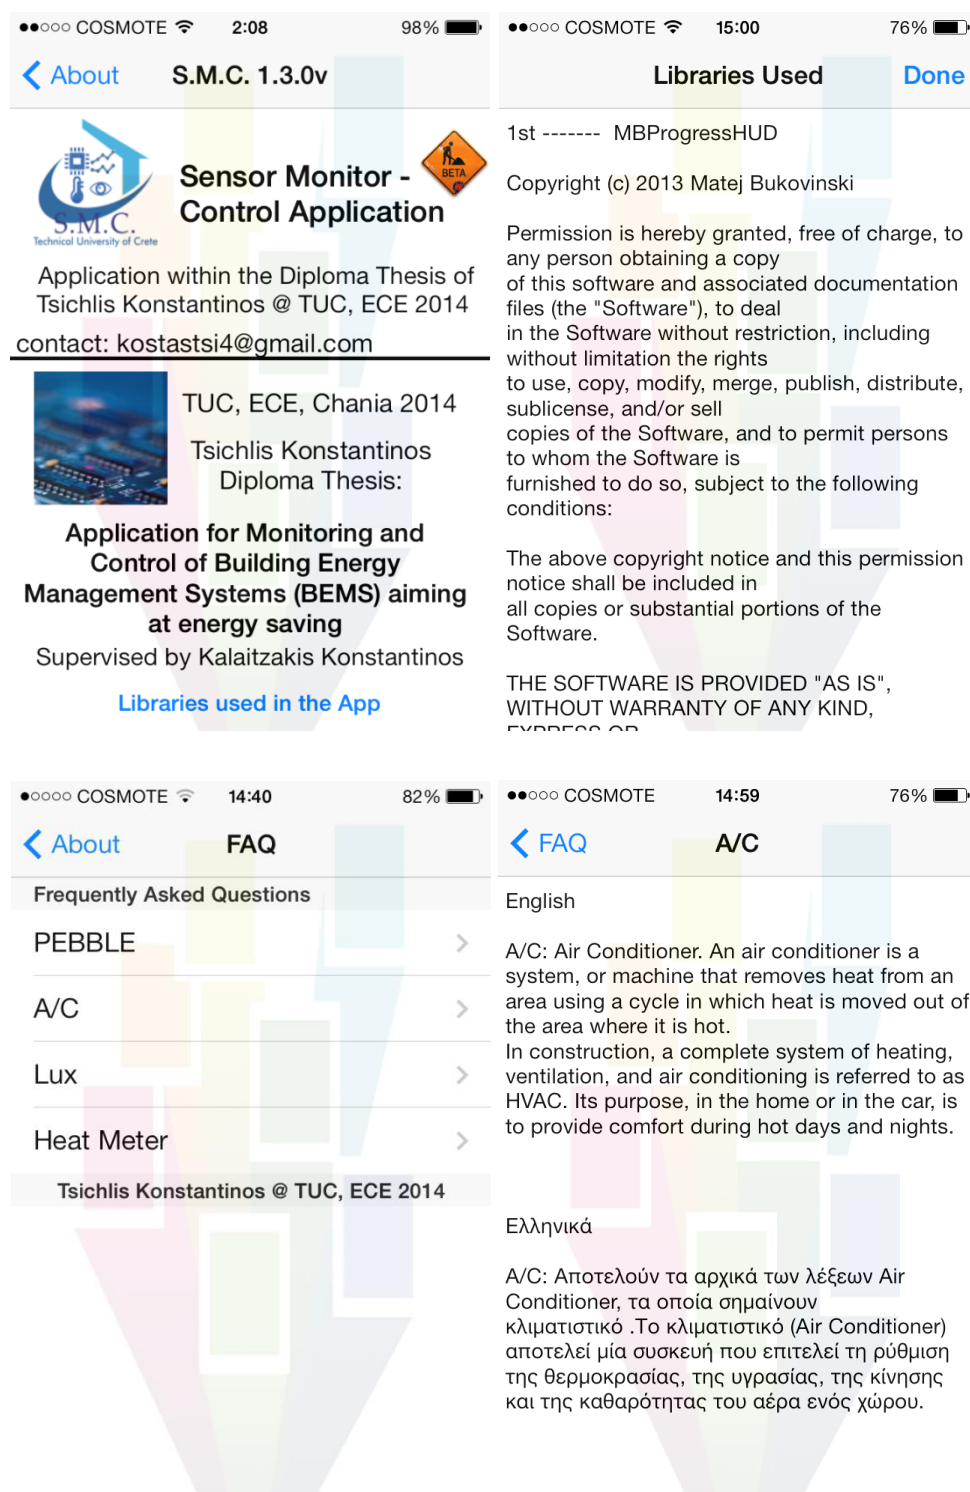 COSMOTE 2:08 98%
About S.M.C. 1.3.0v
BETA
S.M.C.
Technical University of Crete
Sensor Monitor -
Control Application
Application within the Diploma Thesis of
Tsichlis Konstantinos @ TUC, ECE 2014
contact: kostastsi4@gmail.com
TUC, ECE, Chania 2014
Tsichlis Konstantinos
Diploma Thesis:
Application for Monitoring and
Control of Building Energy
Management Systems (BEMS) aiming
at energy saving
Supervised by Kalaitzakis Konstantinos
Libraries used in the App
COSMOTE 15:00 76%
Libraries Used Done
1st ------- MBProgressHUD
Copyright (c) 2013 Matej Bukovinski
Permission is hereby granted, free of charge, to
any person obtaining a copy
of this software and associated documentation
files (the "Software"), to deal
in the Software without restriction, including
without limitation the rights
to use, copy, modify, merge, publish, distribute,
sublicense, and/or sell
copies of the Software, and to permit persons
to whom the Software is
furnished to do so, subject to the following
conditions:
The above copyright notice and this permission
notice shall be included in
all copies or substantial portions of the
Software.
THE SOFTWARE IS PROVIDED "AS IS",
WITHOUT WARRANTY OF ANY KIND,
EXPRESS OR
COSMOTE 14:40 82%
About FAQ
Frequently Asked Questions
PEBBLE
A/C
Lux
Heat Meter
Tsichlis Konstantinos @ TUC, ECE 2014
COSMOTE 14:59 76%
FAQ A/C
English
A/C: Air Conditioner. An air conditioner is a
system, or machine that removes heat from an
area using a cycle in which heat is moved out of
the area where it is hot.
In construction, a complete system of heating,
ventilation, and air conditioning is referred to as
HVAC. Its purpose, in the home or in the car, is
to provide comfort during hot days and nights.
Ελληνικά
A/C: Αποτελούν τα αρχικά των λέξεων Air
Conditioner, τα οποία σημαίνουν
κλιματιστικό .Το κλιματιστικό (Air Conditioner)
αποτελεί μία συσκευή που επιτελεί τη ρύθμιση
της θερμοκρασίας, της υγρασίας, της κίνησης
και της καθαρότητας του αέρα ενός χώρου.